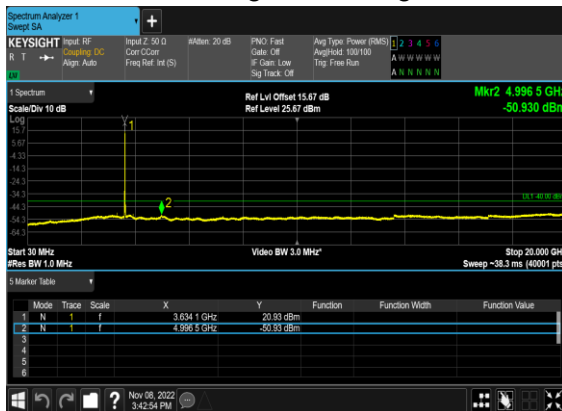 Spectrum Analyzer 1
Swept SA
KEYSIGHT Input: RF Input Z: 50 Ω #Atten: 20 dB PNO: Fast Avg Type: Power (RMS) 1 2 3 4 5 6
R T Coupling: DC Corr CCorr Gate: Off Avg|Hold: 100/100 A W W W W W
Align: Auto Freq Ref: Int (S) IF Gain: Low Trig: Free Run
Sig Track: Off A N N N N N
1 Spectrum Ref Lvl Offset 15.67 dB Mkr2 4.996 5 GHz
Scale/Div 10 dB Ref Level 25.67 dBm -50.930 dBm
Log
15.7
5.67
-4.33
-14.3
-24.3
-34.3
-44.3
-54.3
-64.3
1
2
Start 30 MHz Video BW 3.0 MHz* Stop 20.000 GHz
#Res BW 1.0 MHz Sweep ~38.3 ms (40001 pts)
5 Marker Table
Mode Trace Scale X Y Function Function Width Function Value
1 N 1 f 3.634 1 GHz 20.93 dBm
2 N 1 f 4.996 5 GHz -50.93 dBm
3
4
5
6
Nov 08, 2022
3:42:54 PM